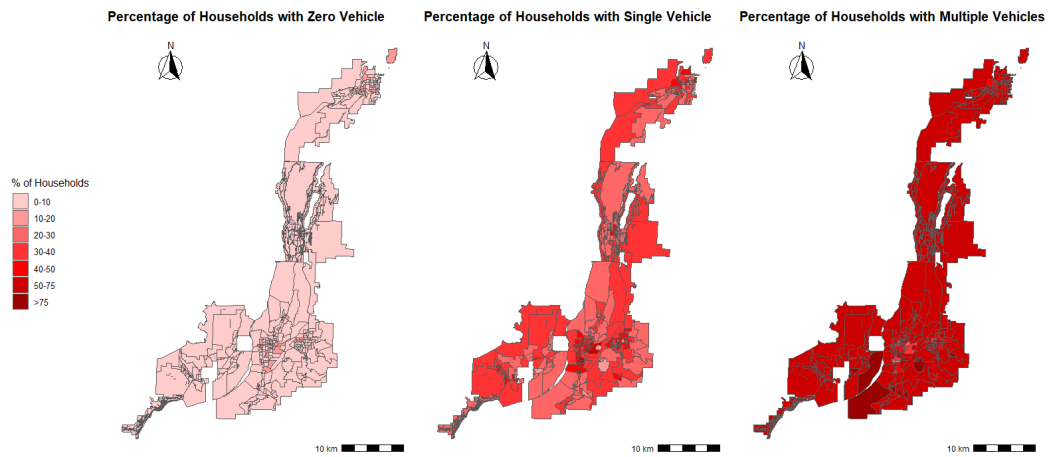 Percentage of Households with Zero Vehicle
Percentage of Households with Single Vehicle
Percentage of Households with Multiple Vehicles
N
N
N
% of Households
0-10
10-20
20-30
30-40
40-50
50-75
>75
10 km
10 km
10 km